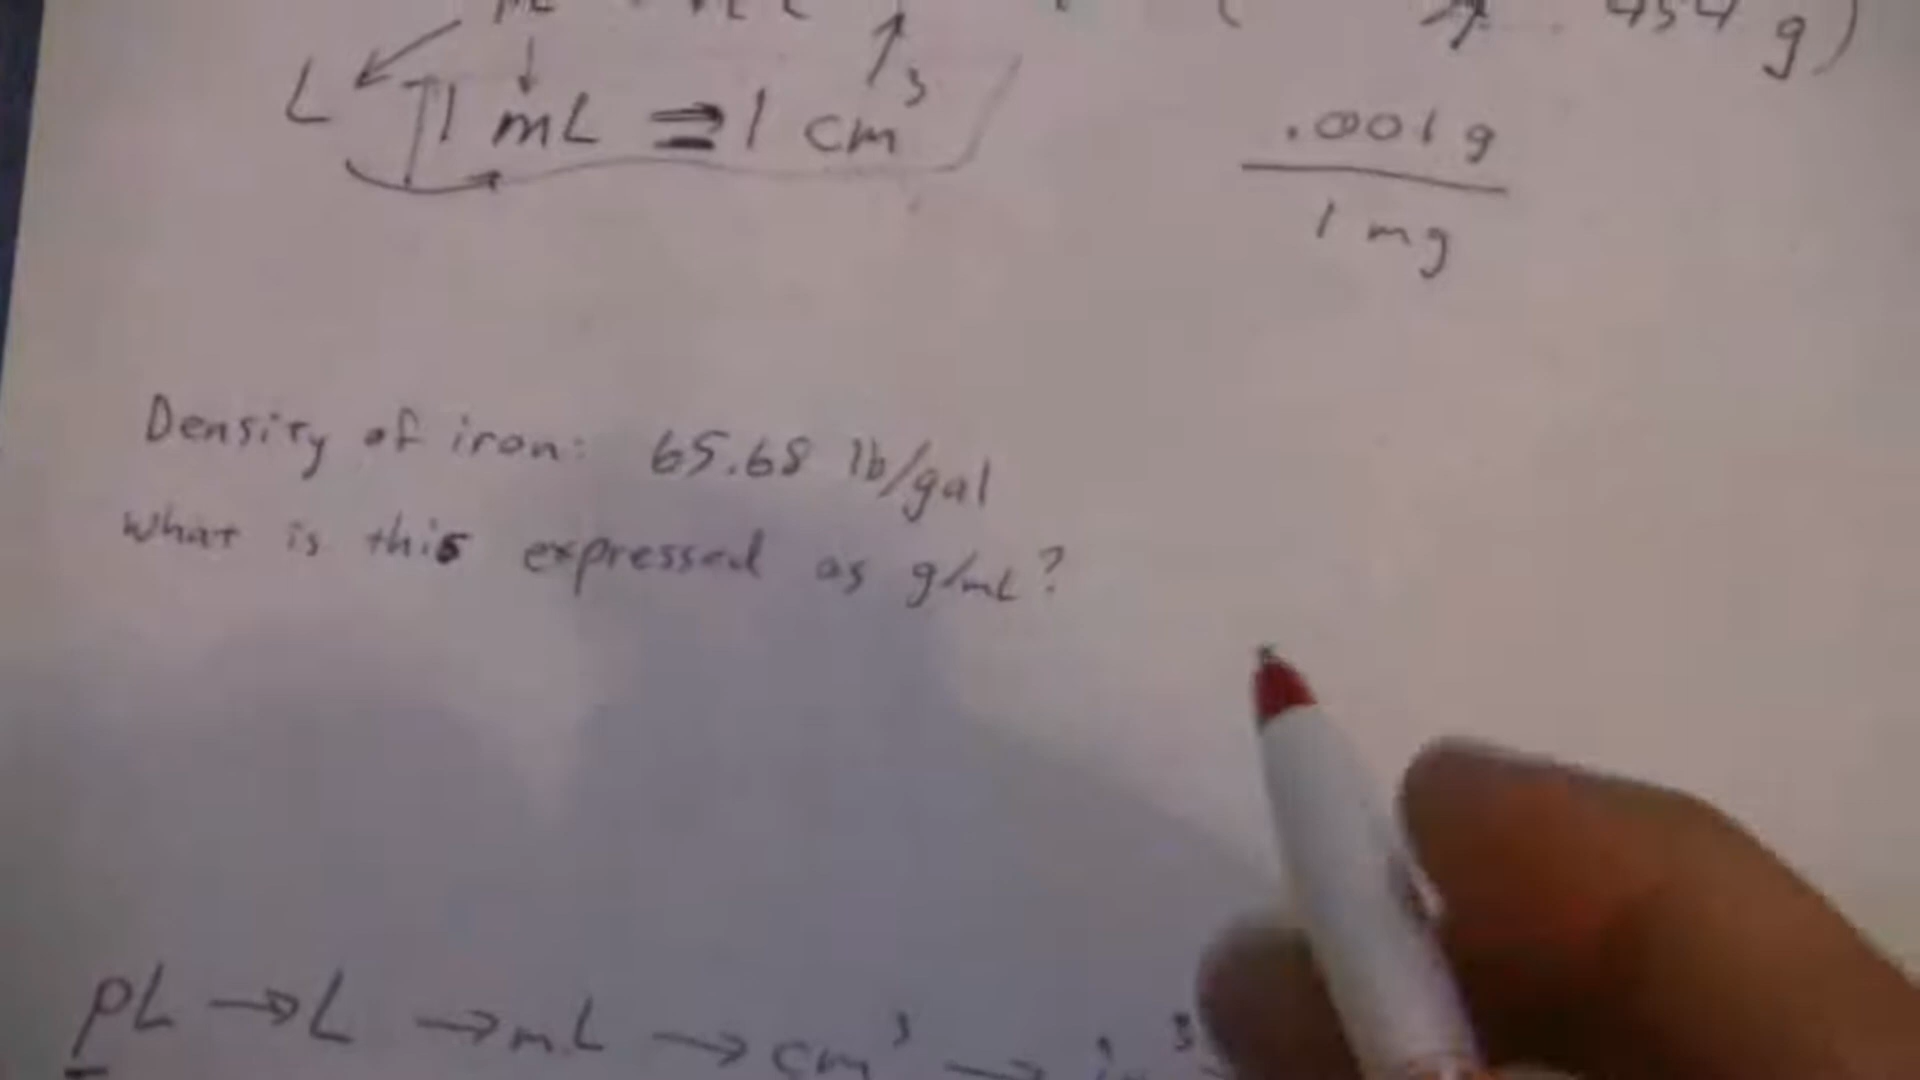 454 g)
L 1 mL = 1 cm³
.001 g
1 mg
Density of iron: 65.68 lb/gal
what is this expressed as g/mL?
pL → L → mL → cm³ →